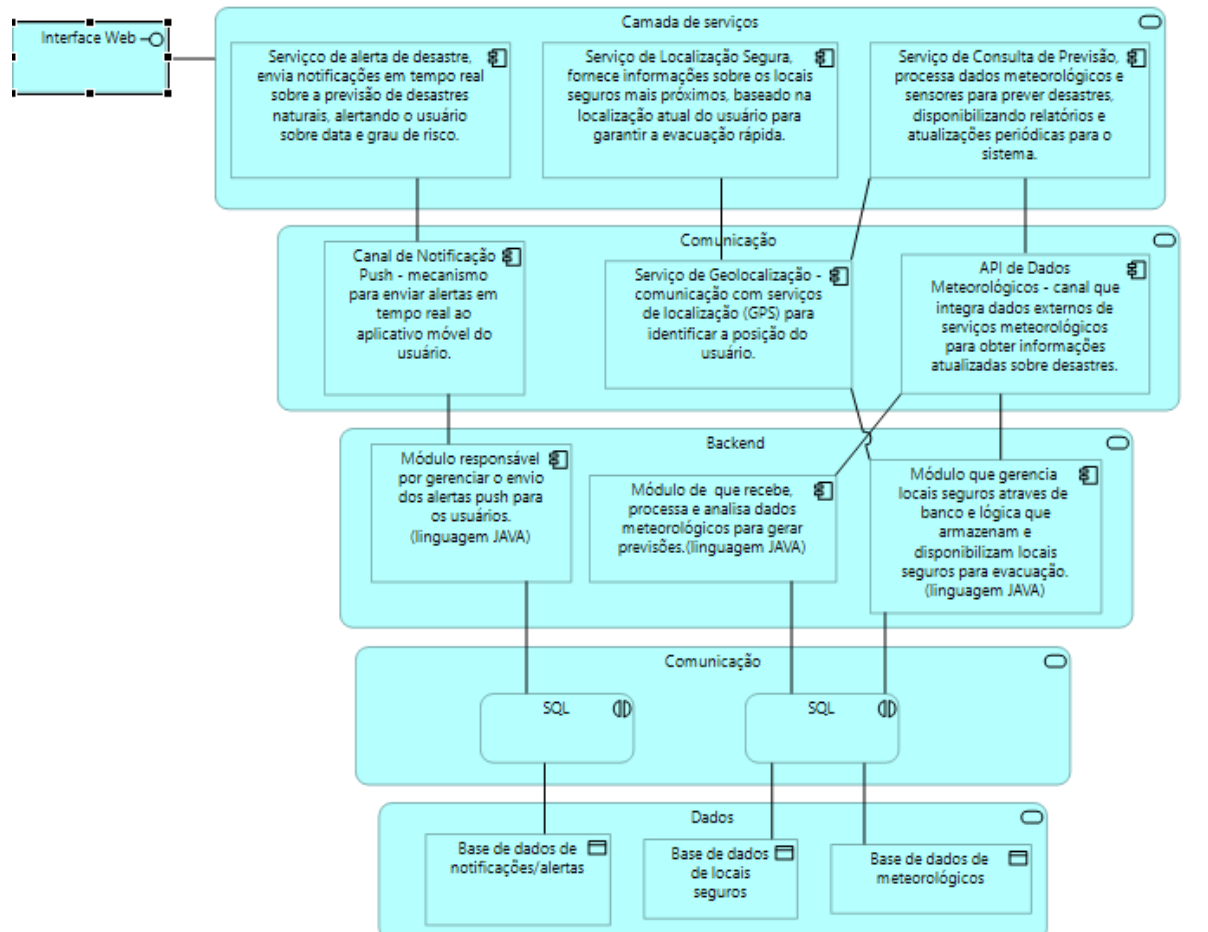 Interface Web
Camada de serviços
Serviçco de alerta de desastre,
envia notificações em tempo real
sobre a previsão de desastres
naturais, alertando o usuário
sobre data e grau de risco.
Serviço de Localização Segura,
fornece informações sobre os locais
seguros mais próximos, baseado na
localização atual do usuário para
garantir a evacuação rápida.
Serviço de Consulta de Previsão,
processa dados meteorológicos e
sensores para prever desastres,
disponibilizando relatórios e
atualizações periódicas para o
sistema.
Comunicação
Canal de Notificação
Push - mecanismo
para enviar alertas em
tempo real ao
aplicativo móvel do
usuário.
Serviço de Geolocalização -
comunicação com serviços
de localização (GPS) para
identificar a posição do
usuário.
API de Dados
Meteorológicos - canal que
integra dados externos de
serviços meteorológicos
para obter informações
atualizadas sobre desastres.
Backend
Módulo responsável
por gerenciar o envio
dos alertas push para
os usuários.
(linguagem JAVA)
Módulo de  que recebe,
processa e analisa dados
meteorológicos para gerar
previsões.(linguagem JAVA)
Módulo que gerencia
locais seguros atraves de
banco e lógica que
armazenam e
disponibilizam locais
seguros para evacuação.
(linguagem JAVA)
Comunicação
SQL
SQL
Dados
Base de dados de
notificações/alertas
Base de dados
de locais
seguros
Base de dados de
meteorológicos